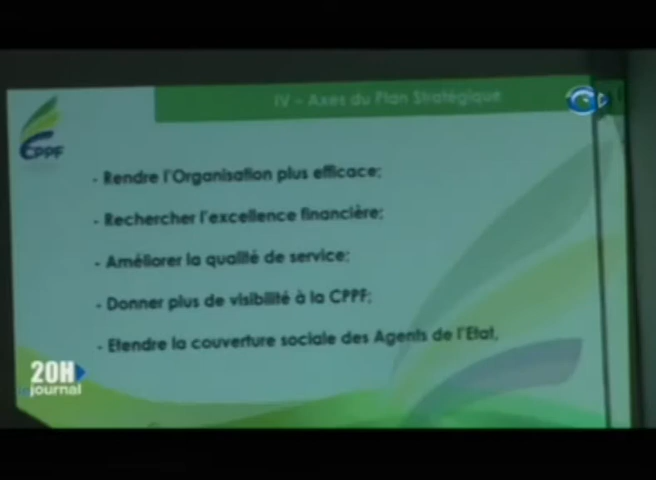 IV - Axes du Plan Stratégique
CPPF
- Rendre l'Organisation plus efficace;
- Rechercher l'excellence financière;
- Améliorer la qualité de service;
- Donner plus de visibilité à la CPPF;
- Etendre la couverture sociale des Agents de l'Etat,
20H
le journal